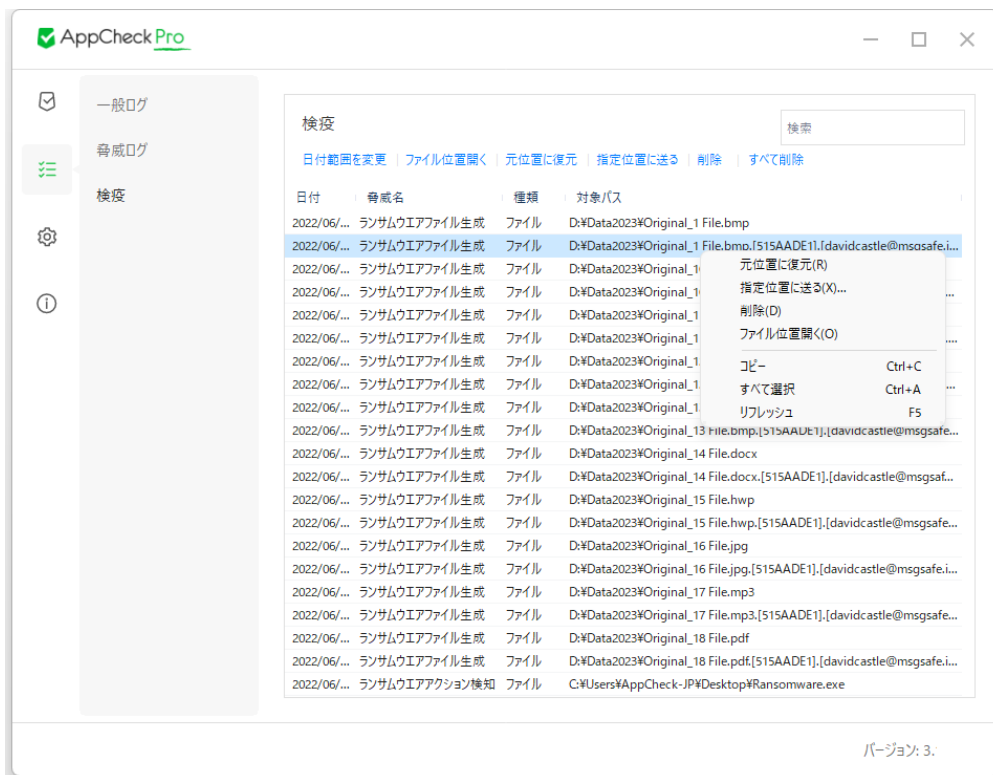 AppCheck Pro
一般ログ
脅威ログ
検疫
検疫
検索
日付範囲を変更 | ファイル位置開く | 元位置に復元 | 指定位置に送る | 削除 | すべて削除
日付 脅威名 種類 対象パス
2022/06/... ランサムウエアファイル生成 ファイル D:¥Data2023¥Original_1 File.bmp
2022/06/... ランサムウエアファイル生成 ファイル D:¥Data2023¥Original_1 File.bmp.[515AADE1].[davidcastle@msgsafe.i...
2022/06/... ランサムウエアファイル生成 ファイル D:¥Data2023¥Original_1
2022/06/... ランサムウエアファイル生成 ファイル D:¥Data2023¥Original_1 ...
2022/06/... ランサムウエアファイル生成 ファイル D:¥Data2023¥Original_1
2022/06/... ランサムウエアファイル生成 ファイル D:¥Data2023¥Original_1 ...
2022/06/... ランサムウエアファイル生成 ファイル D:¥Data2023¥Original_1
2022/06/... ランサムウエアファイル生成 ファイル D:¥Data2023¥Original_1 ...
2022/06/... ランサムウエアファイル生成 ファイル D:¥Data2023¥Original_1
2022/06/... ランサムウエアファイル生成 ファイル D:¥Data2023¥Original_13 File.bmp.[515AADE1].[davidcastle@msgsafe...
2022/06/... ランサムウエアファイル生成 ファイル D:¥Data2023¥Original_14 File.docx
2022/06/... ランサムウエアファイル生成 ファイル D:¥Data2023¥Original_14 File.docx.[515AADE1].[davidcastle@msgsaf...
2022/06/... ランサムウエアファイル生成 ファイル D:¥Data2023¥Original_15 File.hwp
2022/06/... ランサムウエアファイル生成 ファイル D:¥Data2023¥Original_15 File.hwp.[515AADE1].[davidcastle@msgsafe...
2022/06/... ランサムウエアファイル生成 ファイル D:¥Data2023¥Original_16 File.jpg
2022/06/... ランサムウエアファイル生成 ファイル D:¥Data2023¥Original_16 File.jpg.[515AADE1].[davidcastle@msgsafe.i...
2022/06/... ランサムウエアファイル生成 ファイル D:¥Data2023¥Original_17 File.mp3
2022/06/... ランサムウエアファイル生成 ファイル D:¥Data2023¥Original_17 File.mp3.[515AADE1].[davidcastle@msgsafe...
2022/06/... ランサムウエアファイル生成 ファイル D:¥Data2023¥Original_18 File.pdf
2022/06/... ランサムウエアファイル生成 ファイル D:¥Data2023¥Original_18 File.pdf.[515AADE1].[davidcastle@msgsafe.i...
2022/06/... ランサムウエアアクション検知 ファイル C:¥Users¥AppCheck-JP¥Desktop¥Ransomware.exe
元位置に復元(R)
指定位置に送る(X)...
削除(D)
ファイル位置開く(O)
コピー Ctrl+C
すべて選択 Ctrl+A
リフレッシュ F5
バージョン: 3.